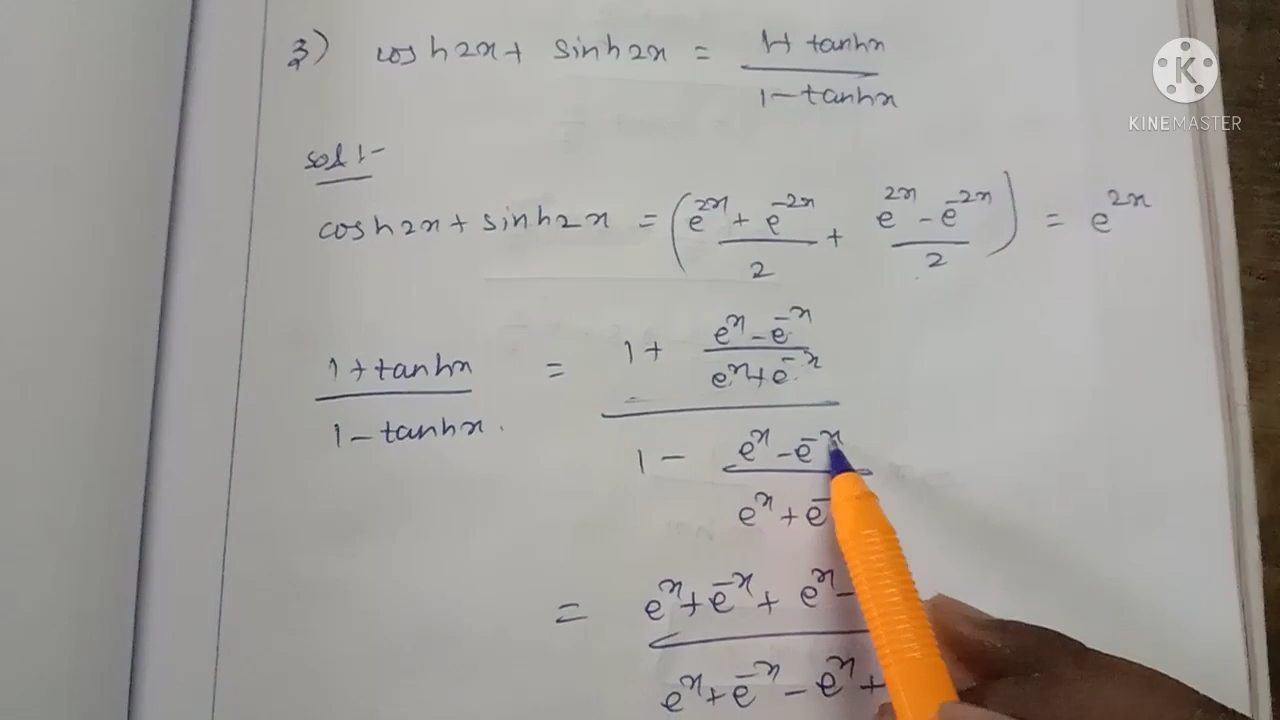 3) cosh2x + sinh2x = 1+ tanhx / 1 - tanhx
K
KINEMASTER
sol :-
cosh2x + sinh2x = (e^2x + e^-2x / 2 + e^2x - e^-2x / 2) = e^2x
1 + tanhx / 1 - tanhx. = 1 + e^x - e^-x / e^x + e^-x / 1 - e^x - e^-x / e^x + e^-
= e^x + e^-x + e^x - / e^x + e^-x - e^x +